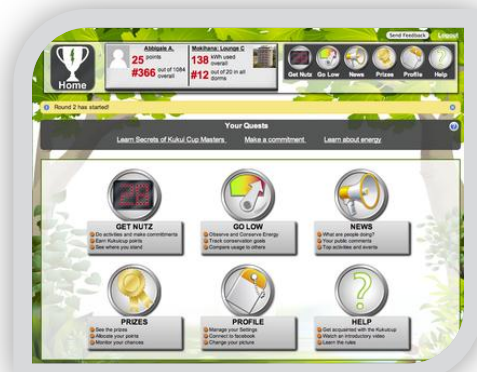 Send Feedback Logout
Home
Abbigale A.
25 points
#366 out of 1084 overall
Mokihana: Lounge C
138 kWh used overall
#12 out of 20 in all dorms
Get Nutz Go Low News Prizes Profile Help
Round 2 has started!
Your Quests
Learn Secrets of Kukui Cup Masters Make a commitment Learn about energy
GET NUTZ
Do activities and make commitments
Earn Kukuicup points
See where you stand
GO LOW
Observe and Conserve Energy
Track conservation goals
Compare usage to others
NEWS
What are people doing?
Your public comments
Top activities and events
PRIZES
See the prizes
Allocate your points
Monitor your chances
PROFILE
Manage your Settings
Connect to facebook
Change your picture
HELP
Get acquainted with the Kukuicup
Watch an introductory video
Learn the rules